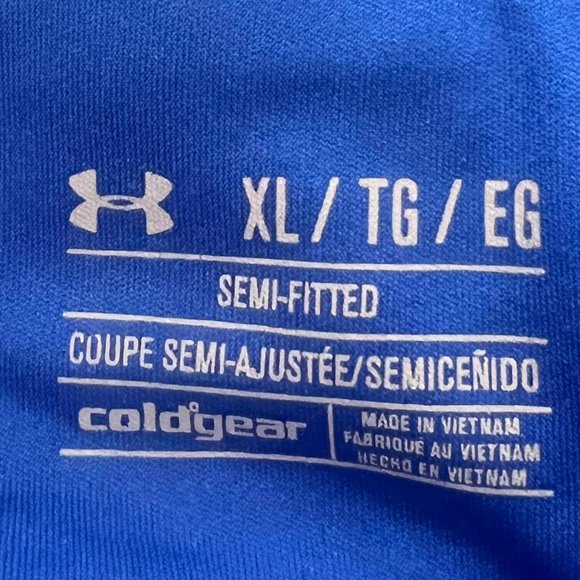 XL / TG / EG
SEMI-FITTED
COUPE SEMI-AJUSTÉE/SEMICEÑIDO
coldgear
MADE IN VIETNAM
FABRIQUÉ AU VIETNAM
HECHO EN VIETNAM